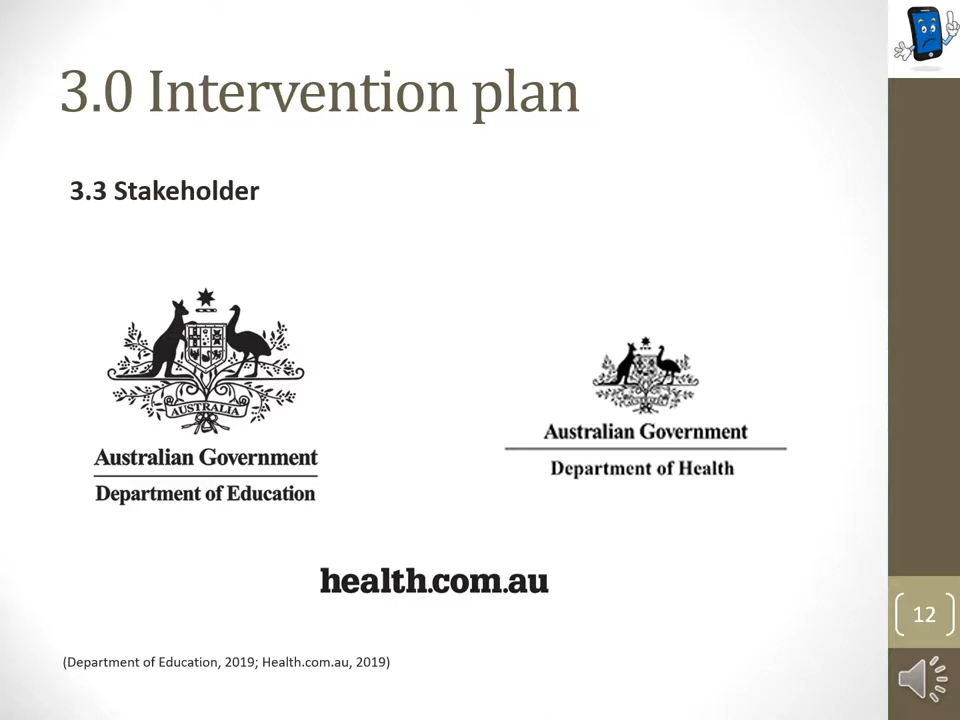 3.0 Intervention plan
3.3 Stakeholder
AUSTRALIA
Australian Government
Department of Education
Australian Government
Department of Health
health.com.au
(Department of Education, 2019; Health.com.au, 2019)
12